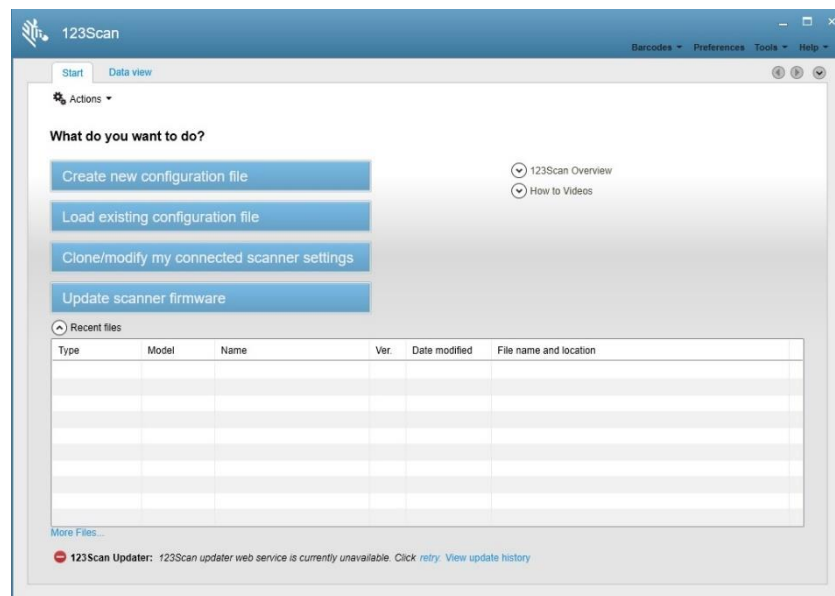 123Scan
Barcodes Preferences Tools Help
Start Data view
Actions
What do you want to do?
Create new configuration file
Load existing configuration file
Clone/modify my connected scanner settings
Update scanner firmware
123Scan Overview
How to Videos
Recent files
Type Model Name Ver. Date modified File name and location
More Files...
123Scan Updater: 123Scan updater web service is currently unavailable. Click retry. View update history